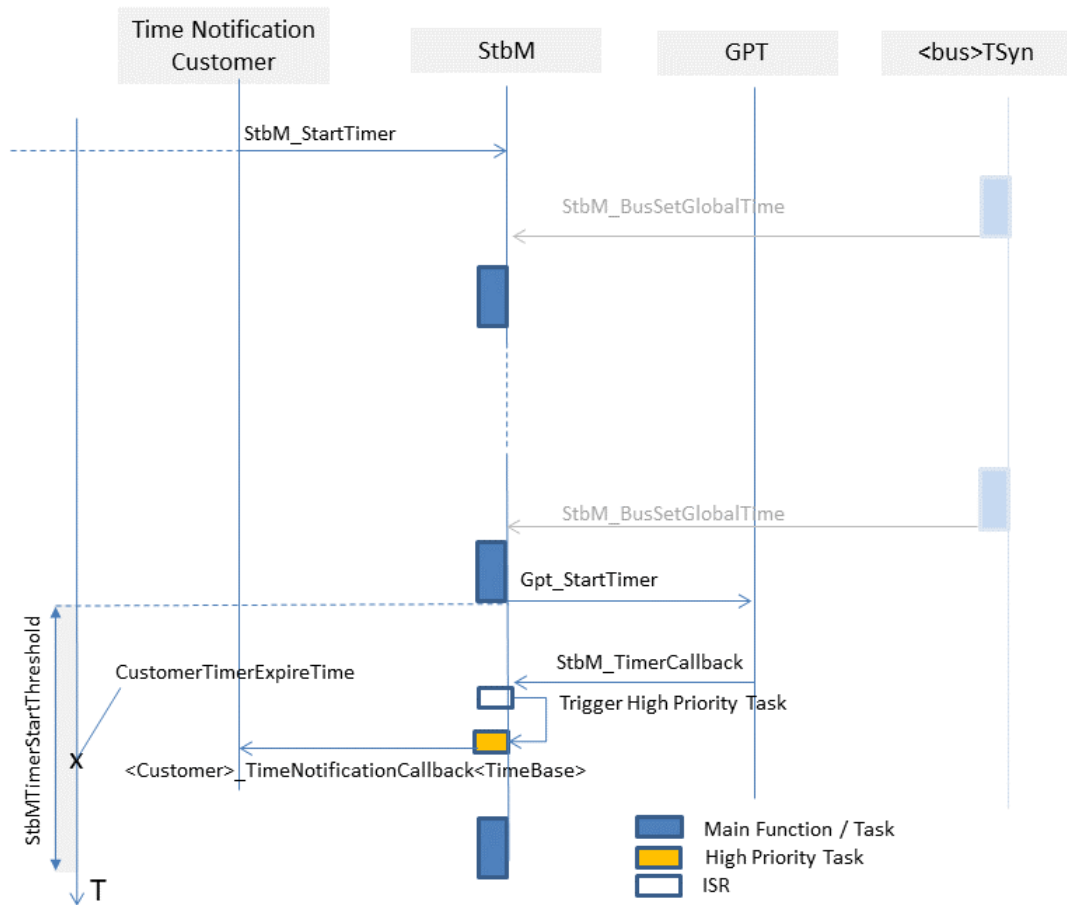 Time Notification
Customer
StbM
GPT
<bus>TSyn
StbM_StartTimer
StbM_BusSetGlobalTime
StbM_BusSetGlobalTime
Gpt_StartTimer
StbMTimerStartThreshold
StbM_TimerCallback
CustomerTimerExpireTime
Trigger High Priority Task
x
<Customer>_TimeNotificationCallback<TimeBase>
Main Function / Task
High Priority Task
ISR
T